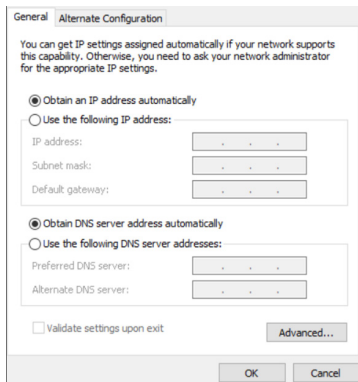 General Alternate Configuration
You can get IP settings assigned automatically if your network supports
this capability. Otherwise, you need to ask your network administrator
for the appropriate IP settings.
Obtain an IP address automatically
Use the following IP address:
IP address:
Subnet mask:
Default gateway:
Obtain DNS server address automatically
Use the following DNS server addresses:
Preferred DNS server:
Alternate DNS server:
Validate settings upon exit
Advanced...
OK Cancel